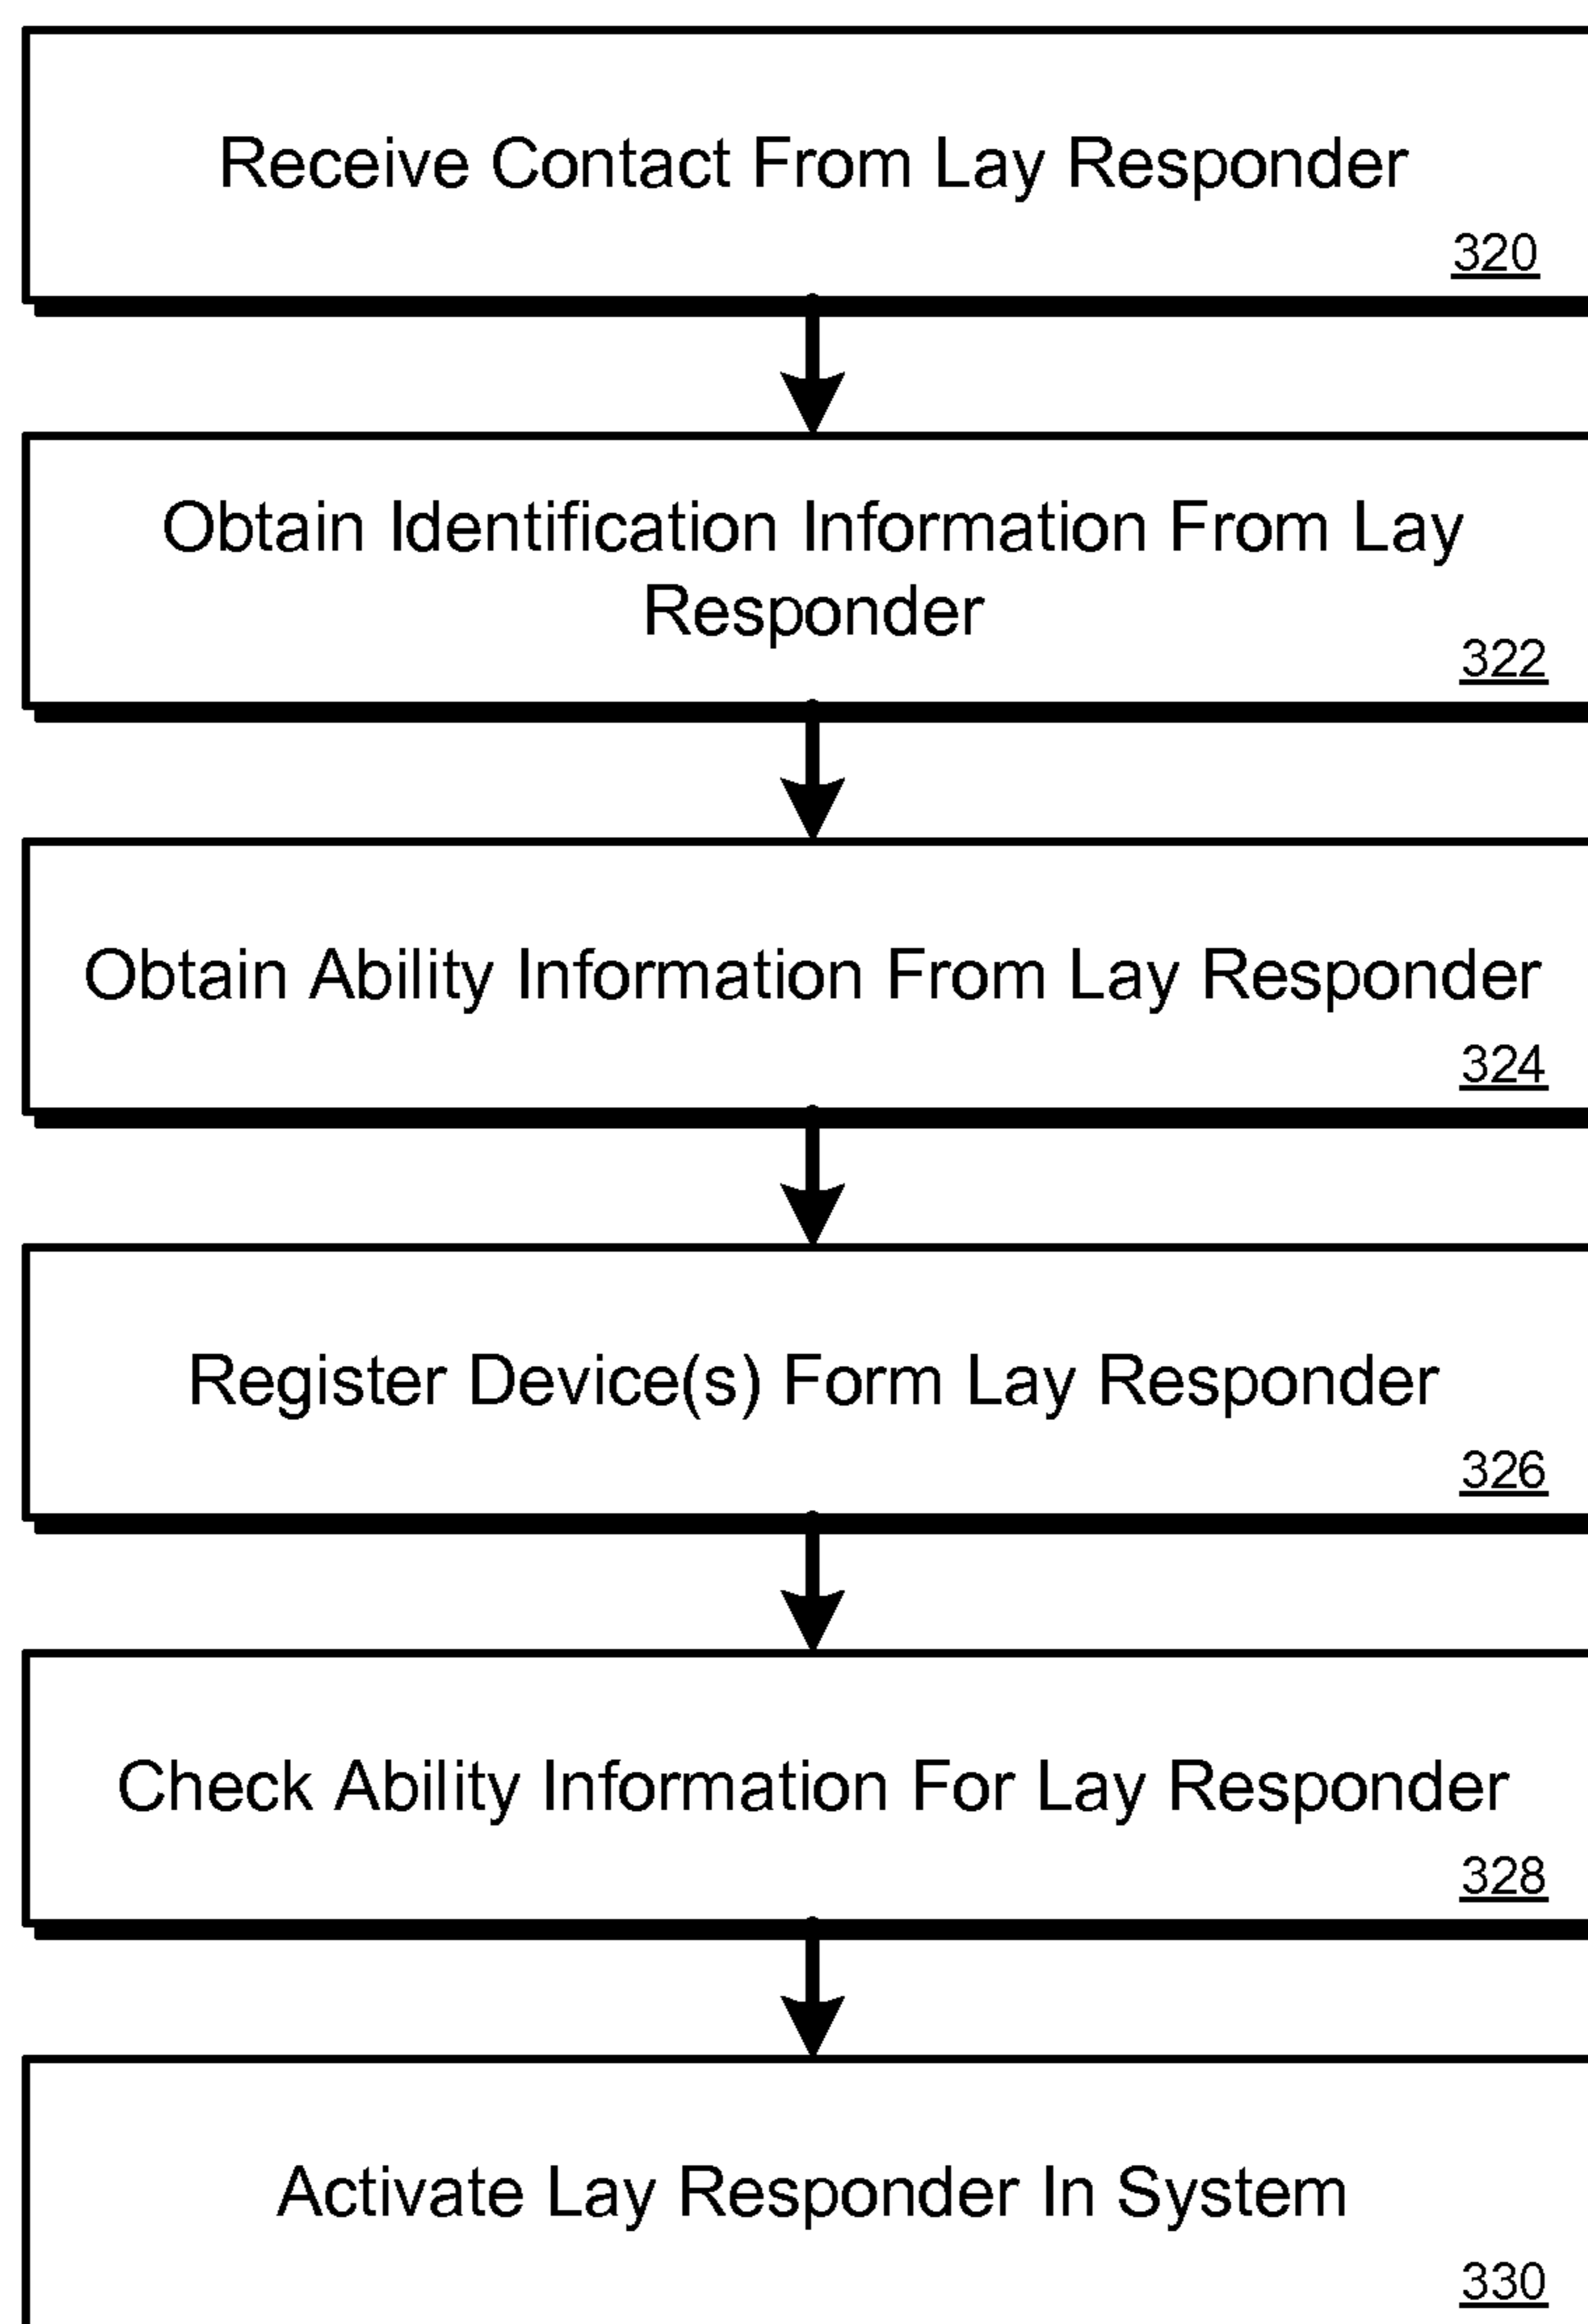 Receive Contact From Lay Responder
320
Obtain Identification Information From Lay
Responder
322
Obtain Ability Information From Lay Responder
324
Register Device(s) Form Lay Responder
326
Check Ability Information For Lay Responder
328
Activate Lay Responder In System
330